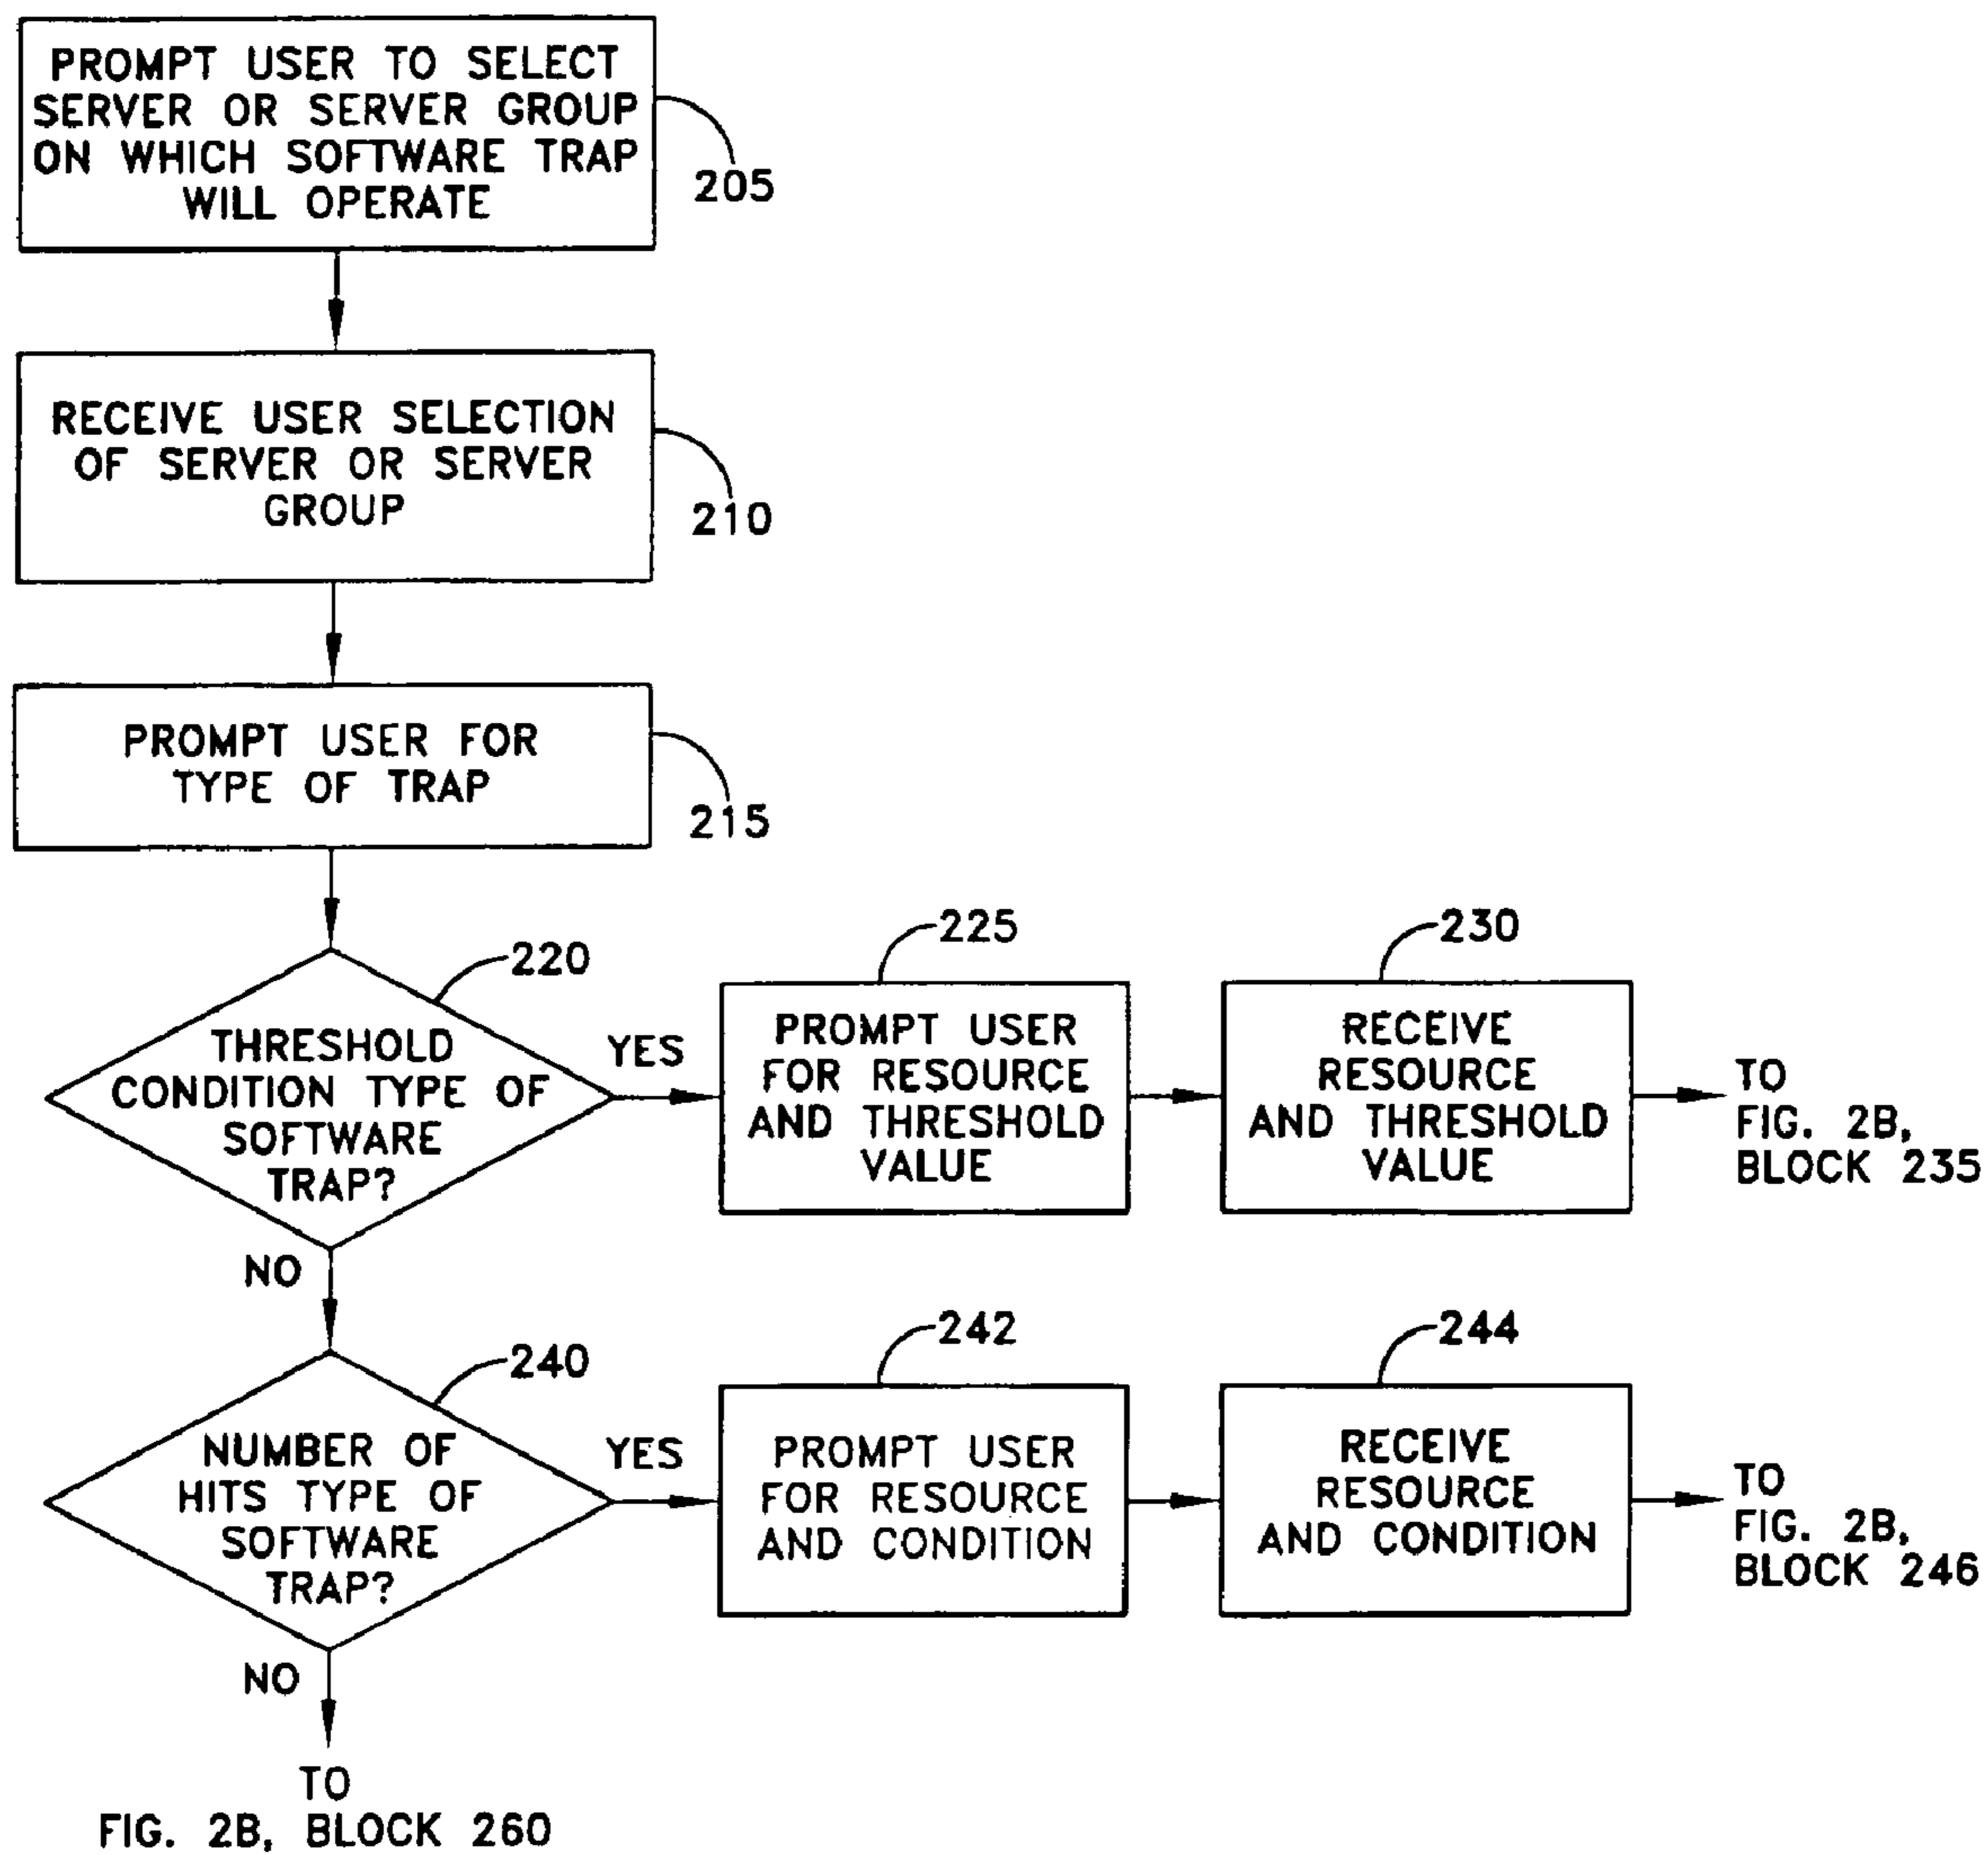 PROMPT USER TO SELECT
SERVER OR SERVER GROUP
ON WHICH SOFTWARE TRAP
WILL OPERATE
205
RECEIVE USER SELECTION
OF SERVER OR SERVER
GROUP
210
PROMPT USER FOR
TYPE OF TRAP
215
220
THRESHOLD
CONDITION TYPE OF
SOFTWARE
TRAP?
YES
NO
225
PROMPT USER
FOR RESOURCE
AND THRESHOLD
VALUE
230
RECEIVE
RESOURCE
AND THRESHOLD
VALUE
TO
FIG. 2B,
BLOCK 235
240
NUMBER OF
HITS TYPE OF
SOFTWARE
TRAP?
YES
NO
242
PROMPT USER
FOR RESOURCE
AND CONDITION
244
RECEIVE
RESOURCE
AND CONDITION
TO
FIG. 2B,
BLOCK 246
TO
FIG. 2B, BLOCK 260